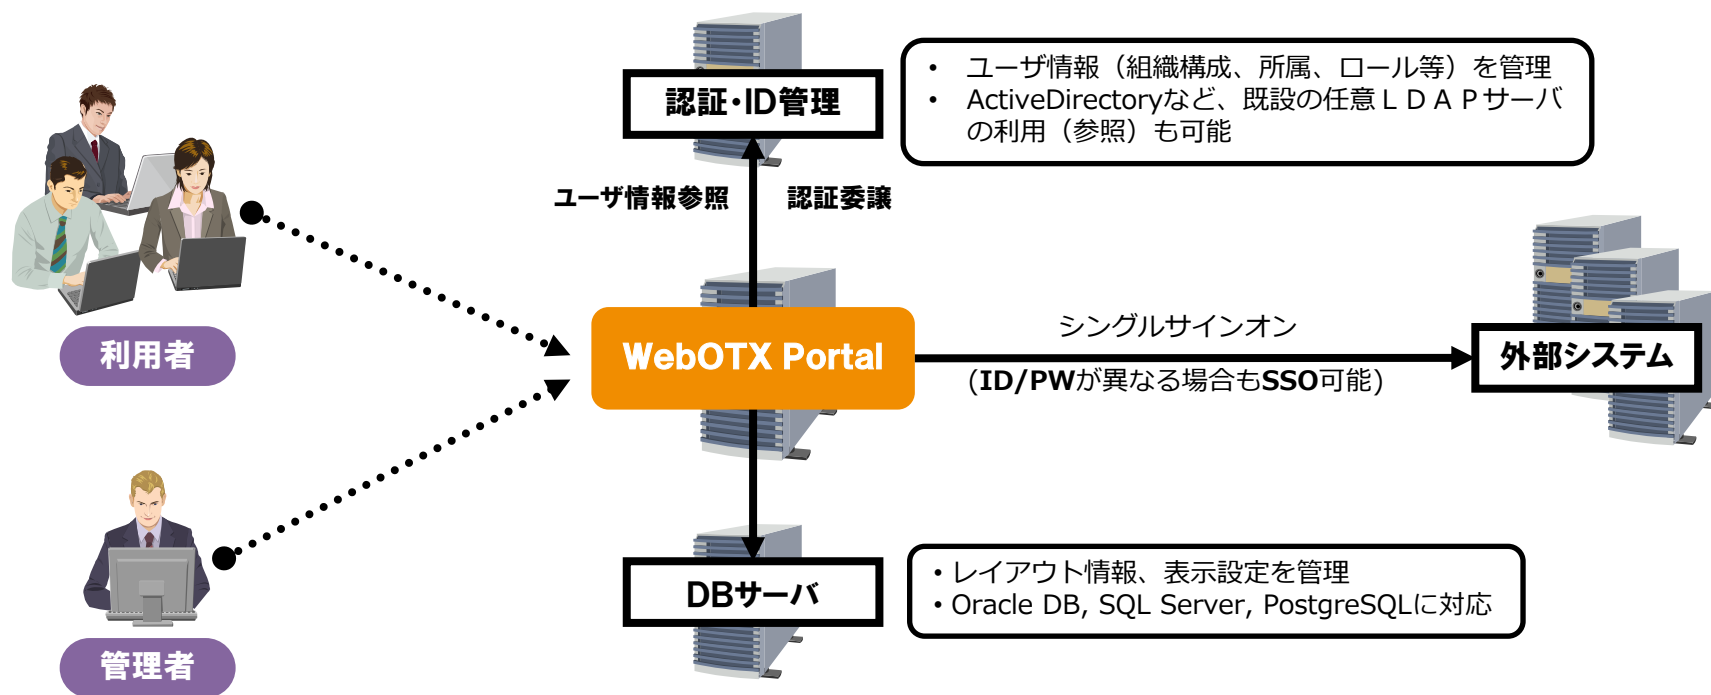 認証・ID管理
• ユーザ情報（組織構成、所属、ロール等）を管理
• ActiveDirectoryなど、既設の任意ＬＤＡＰサーバ
の利用（参照）も可能
ユーザ情報参照
認証委譲
利用者
WebOTX Portal
シングルサインオン
(ID/PWが異なる場合もSSO可能)
外部システム
DBサーバ
• レイアウト情報、表示設定を管理
• Oracle DB, SQL Server, PostgreSQLに対応
管理者